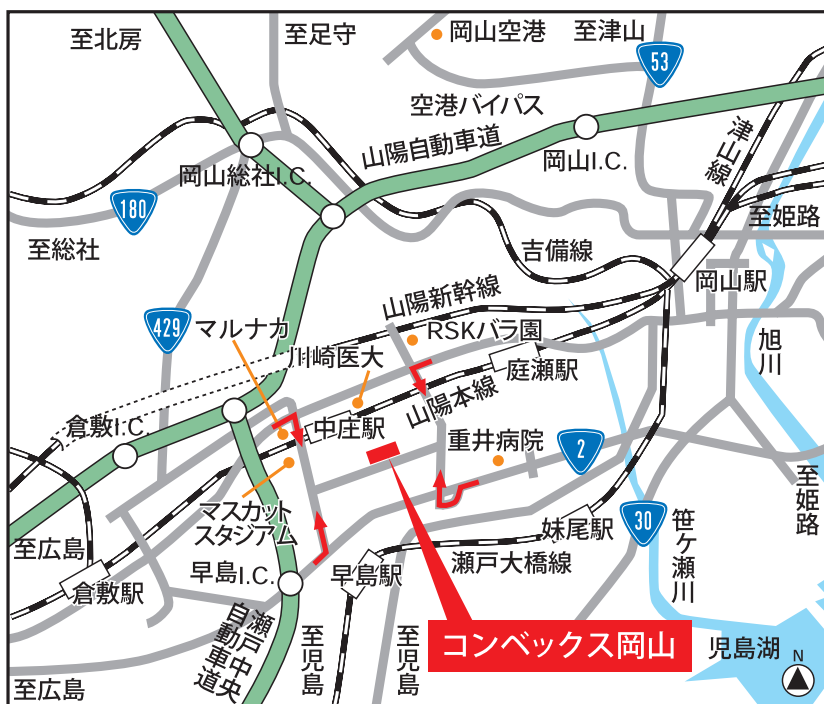 至北房
至足守
岡山空港
至津山
53
空港バイパス
山陽自動車道
岡山I.C.
津山線
岡山総社I.C.
180
至総社
至姫路
吉備線
岡山駅
山陽新幹線
429
マルナカ
RSKバラ園
川崎医大
庭瀬駅
旭川
山陽本線
倉敷I.C.
中庄駅
重井病院
2
マスカット
スタジアム
至姫路
至広島
妹尾駅
30
笹ヶ瀬川
早島I.C.
早島駅
瀬戸大橋線
倉敷駅
瀬戸中央
自動車道
至児島
至児島
コンベックス岡山
児島湖
N
至広島